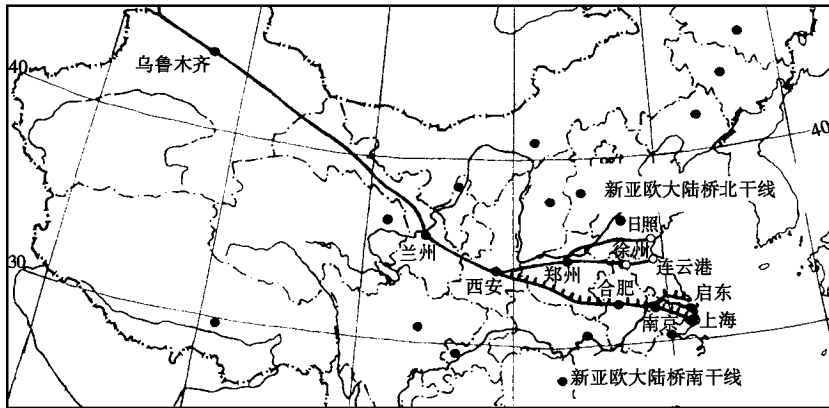 乌鲁木齐
40
40
新亚欧大陆桥北干线
日照
徐州
兰州
郑州
连云港
西安
30
合肥
启东
南京
上海
新亚欧大陆桥南干线